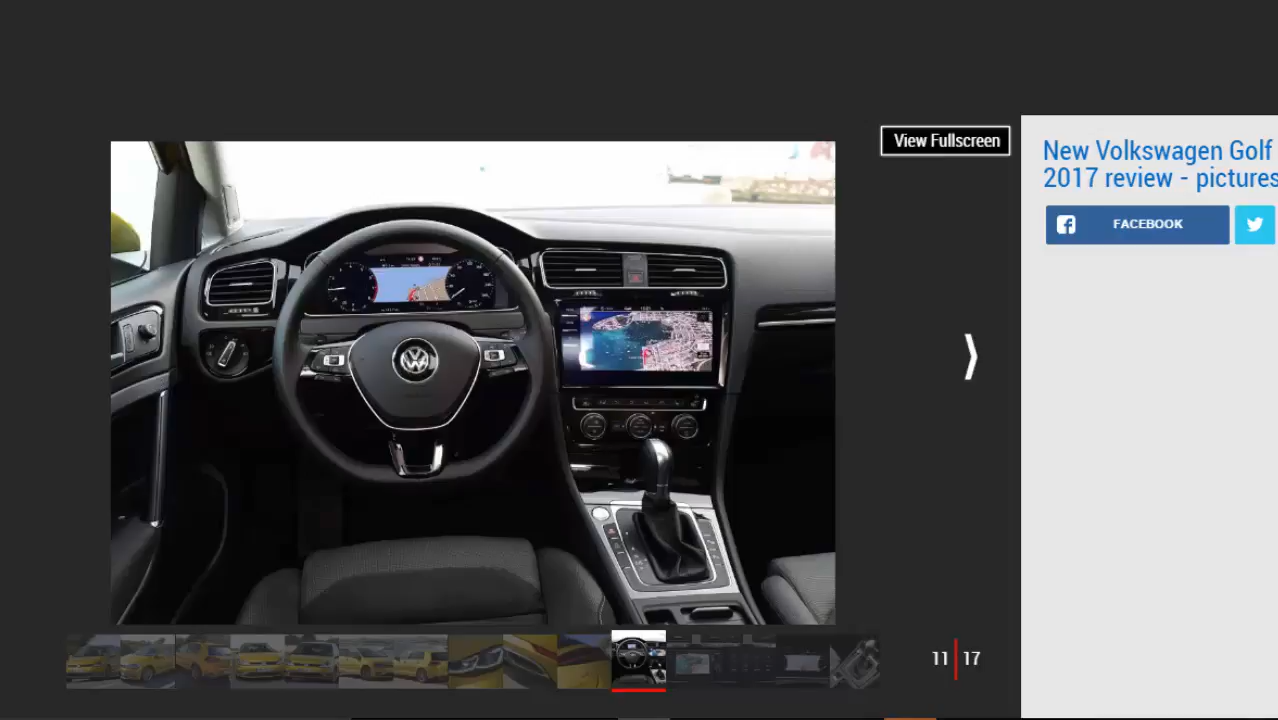 View Fullscreen
New Volkswagen Golf
2017 review - pictures
FACEBOOK
11 17